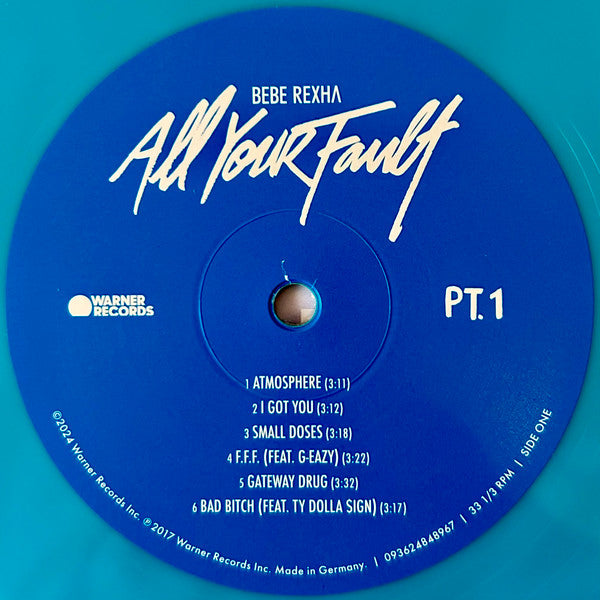 BEBE REXHA
All Your Fault
WARNER
RECORDS
PT. 1
1 ATMOSPHERE (3:11)
2 I GOT YOU (3:12)
3 SMALL DOSES (3:18)
4 F.F.F. (FEAT. G-EAZY) (3:22)
5 GATEWAY DRUG (3:32)
6 BAD BITCH (FEAT. TY DOLLA SIGN) (3:17)
©2024 Warner Records Inc. ℗ 2017 Warner Records Inc. Made in Germany. | 093624848967 | 33 1/3 RPM | SIDE ONE